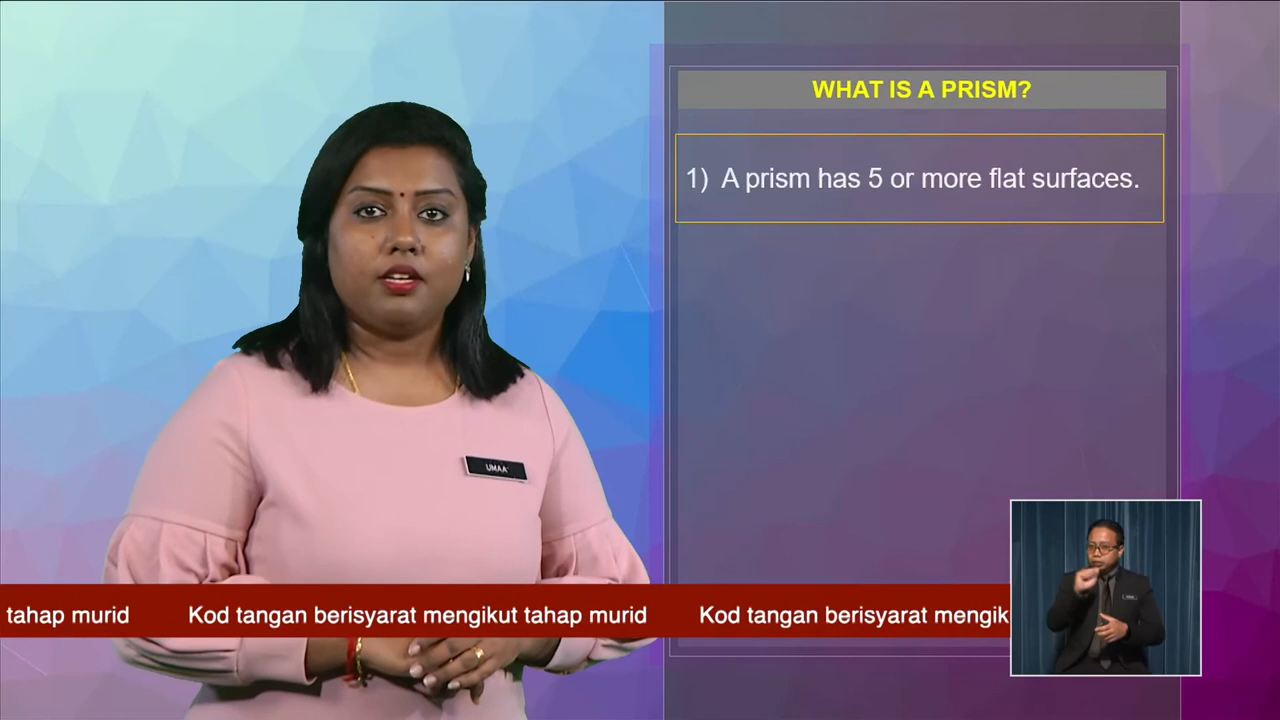 WHAT IS A PRISM?
1) A prism has 5 or more flat surfaces.
UMAA
tahap murid Kod tangan berisyarat mengikut tahap murid Kod tangan berisyarat mengik